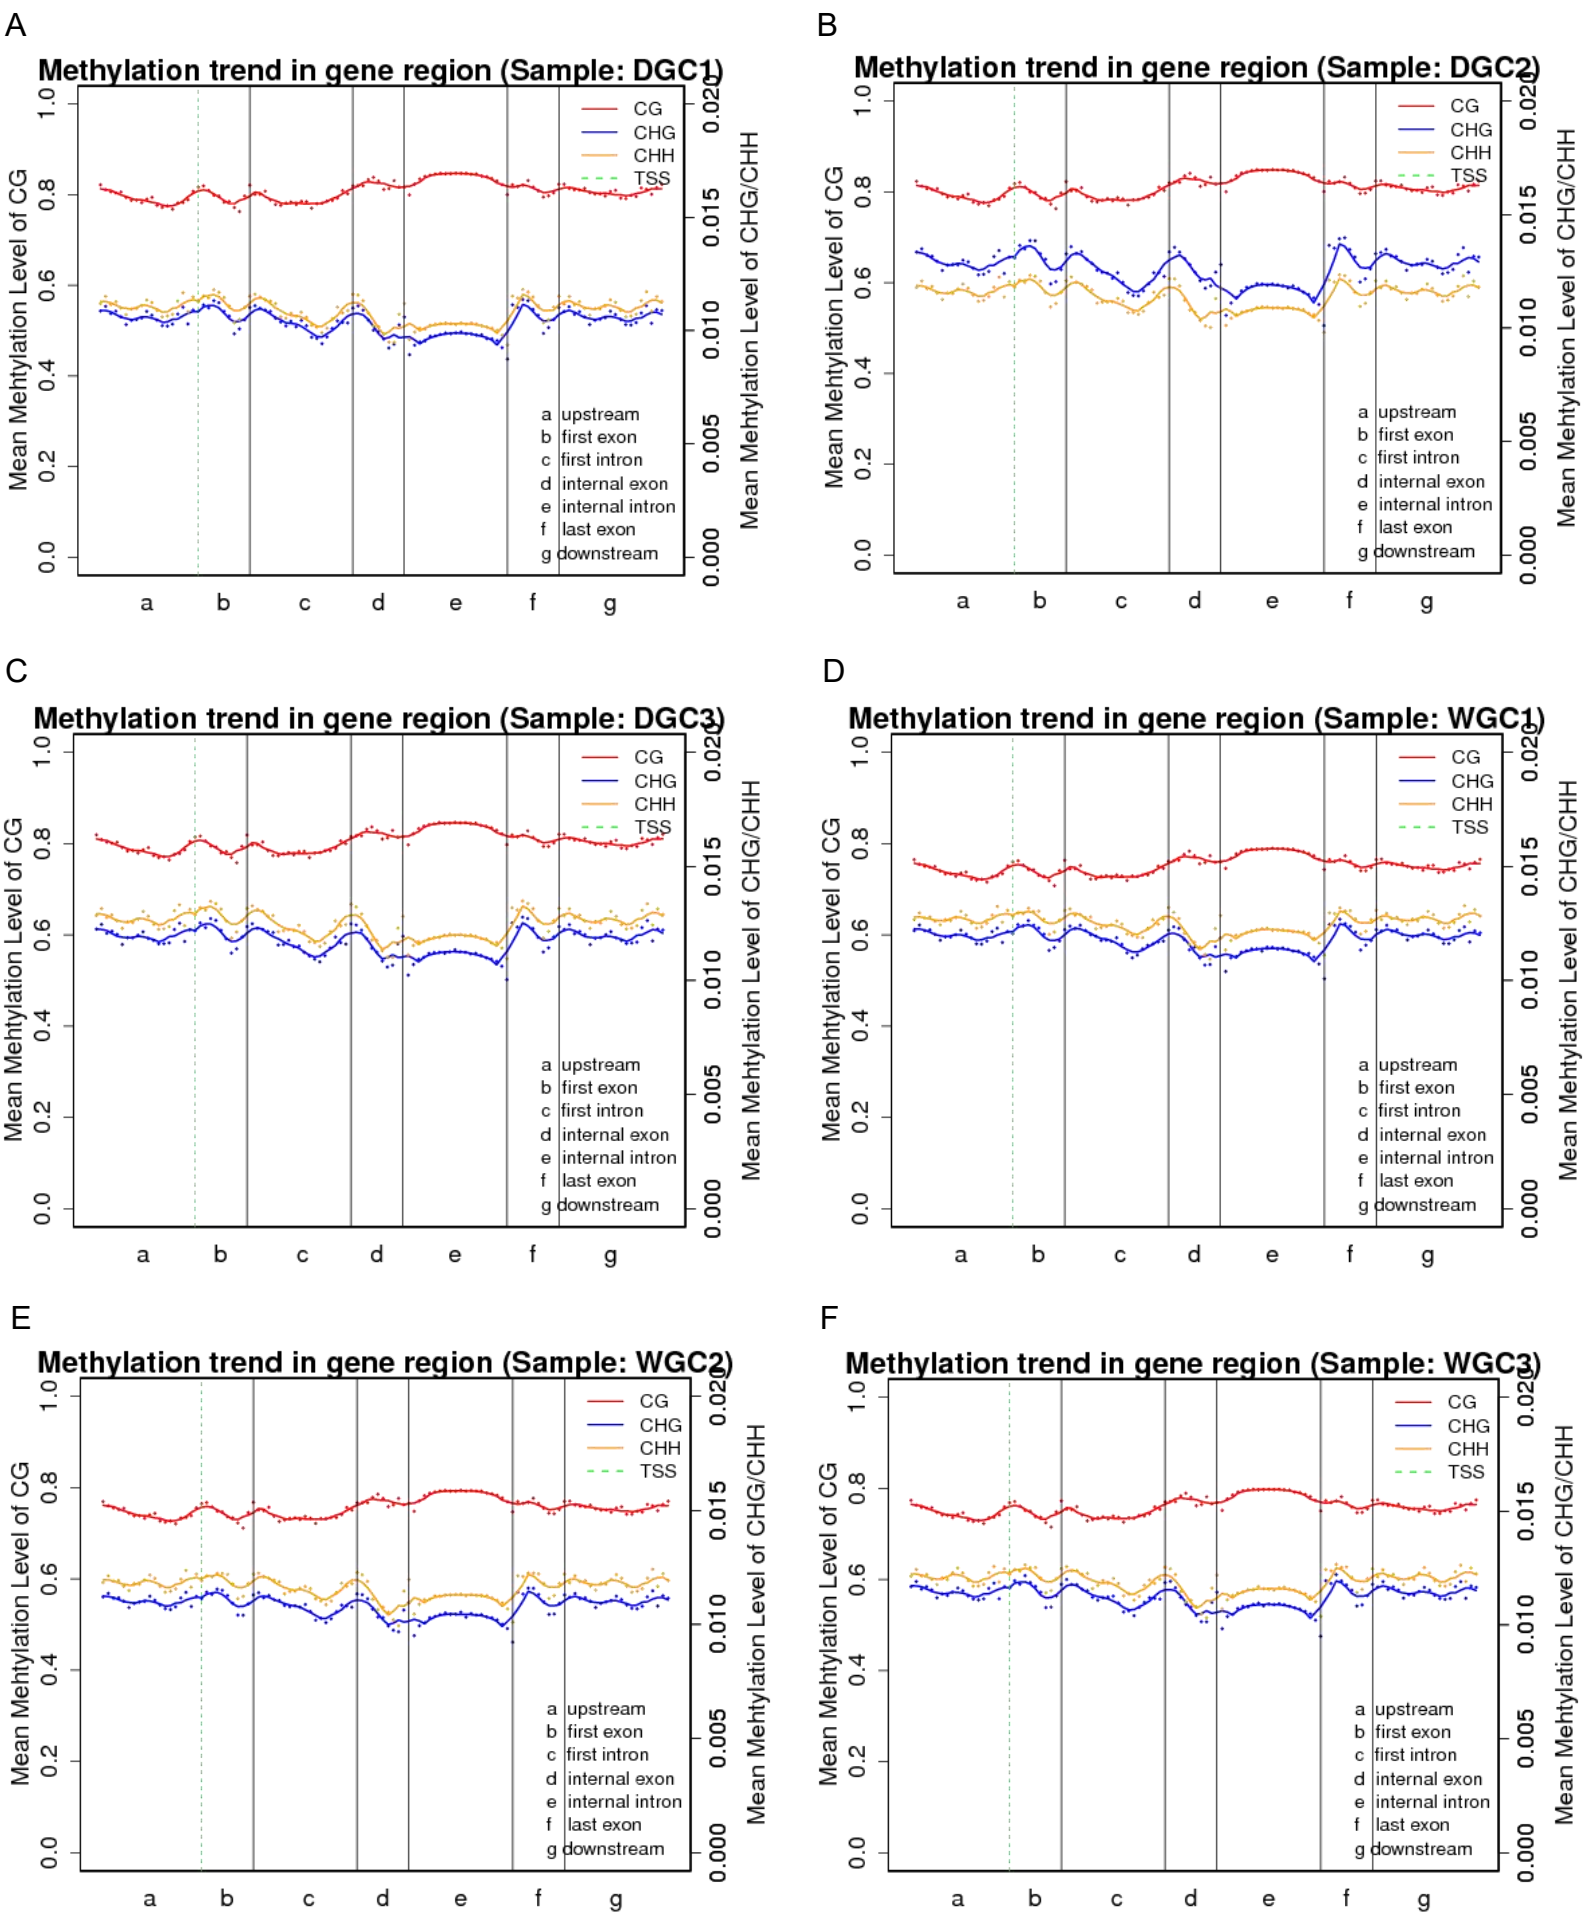 A
Methylation trend in gene region (Sample: DGC1)
Mean Mehtylation Level of CG
0.0 0.2 0.4 0.6 0.8 1.0
Mean Mehtylation Level of CHG/CHH
0.000 0.005 0.010 0.015 0.020
CG
CHG
CHH
TSS
a upstream
b first exon
c first intron
d internal exon
e internal intron
f last exon
g downstream
a b c d e f g
B
Methylation trend in gene region (Sample: DGC2)
Mean Mehtylation Level of CG
0.0 0.2 0.4 0.6 0.8 1.0
Mean Mehtylation Level of CHG/CHH
0.000 0.005 0.010 0.015 0.020
CG
CHG
CHH
TSS
a upstream
b first exon
c first intron
d internal exon
e internal intron
f last exon
g downstream
a b c d e f g
C
Methylation trend in gene region (Sample: DGC3)
Mean Mehtylation Level of CG
0.0 0.2 0.4 0.6 0.8 1.0
Mean Mehtylation Level of CHG/CHH
0.000 0.005 0.010 0.015 0.020
CG
CHG
CHH
TSS
a upstream
b first exon
c first intron
d internal exon
e internal intron
f last exon
g downstream
a b c d e f g
D
Methylation trend in gene region (Sample: WGC1)
Mean Mehtylation Level of CG
0.0 0.2 0.4 0.6 0.8 1.0
Mean Mehtylation Level of CHG/CHH
0.000 0.005 0.010 0.015 0.020
CG
CHG
CHH
TSS
a upstream
b first exon
c first intron
d internal exon
e internal intron
f last exon
g downstream
a b c d e f g
E
Methylation trend in gene region (Sample: WGC2)
Mean Mehtylation Level of CG
0.0 0.2 0.4 0.6 0.8 1.0
Mean Mehtylation Level of CHG/CHH
0.000 0.005 0.010 0.015 0.020
CG
CHG
CHH
TSS
a upstream
b first exon
c first intron
d internal exon
e internal intron
f last exon
g downstream
a b c d e f g
F
Methylation trend in gene region (Sample: WGC3)
Mean Mehtylation Level of CG
0.0 0.2 0.4 0.6 0.8 1.0
Mean Mehtylation Level of CHG/CHH
0.000 0.005 0.010 0.015 0.020
CG
CHG
CHH
TSS
a upstream
b first exon
c first intron
d internal exon
e internal intron
f last exon
g downstream
a b c d e f g